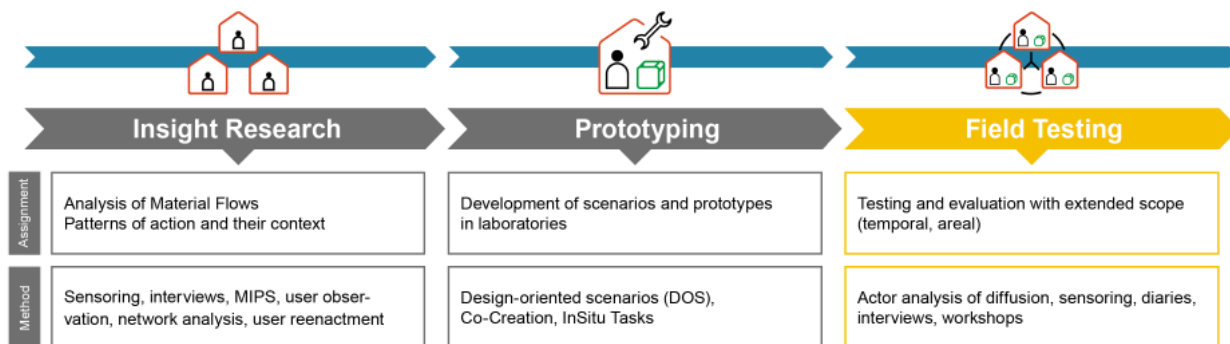 Insight Research
Prototyping
Field Testing
Assignment
Analysis of Material Flows
Patterns of action and their context
Development of scenarios and prototypes
in laboratories
Testing and evaluation with extended scope
(temporal, areal)
Method
Sensoring, interviews, MIPS, user obser-
vation, network analysis, user reenactment
Design-oriented scenarios (DOS),
Co-Creation, InSitu Tasks
Actor analysis of diffusion, sensoring, diaries,
interviews, workshops